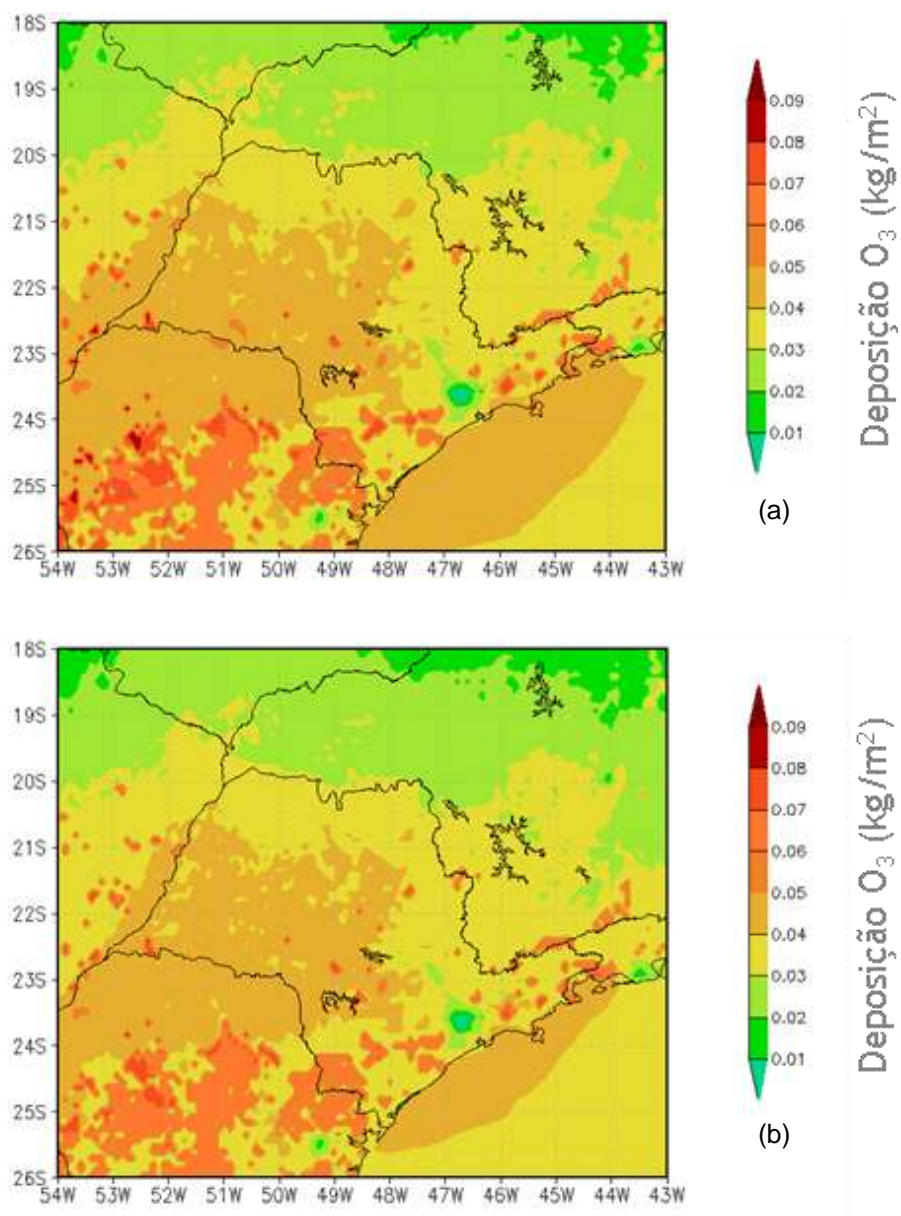 18S
19S
20S
21S
22S
23S
24S
25S
26S
54W 53W 52W 51W 50W 49W 48W 47W 46W 45W 44W 43W
0.09
0.08
0.07
0.06
0.05
0.04
0.03
0.02
0.01
Deposição O₃ (kg/m²)
(a)
18S
19S
20S
21S
22S
23S
24S
25S
26S
54W 53W 52W 51W 50W 49W 48W 47W 46W 45W 44W 43W
0.09
0.08
0.07
0.06
0.05
0.04
0.03
0.02
0.01
Deposição O₃ (kg/m²)
(b)